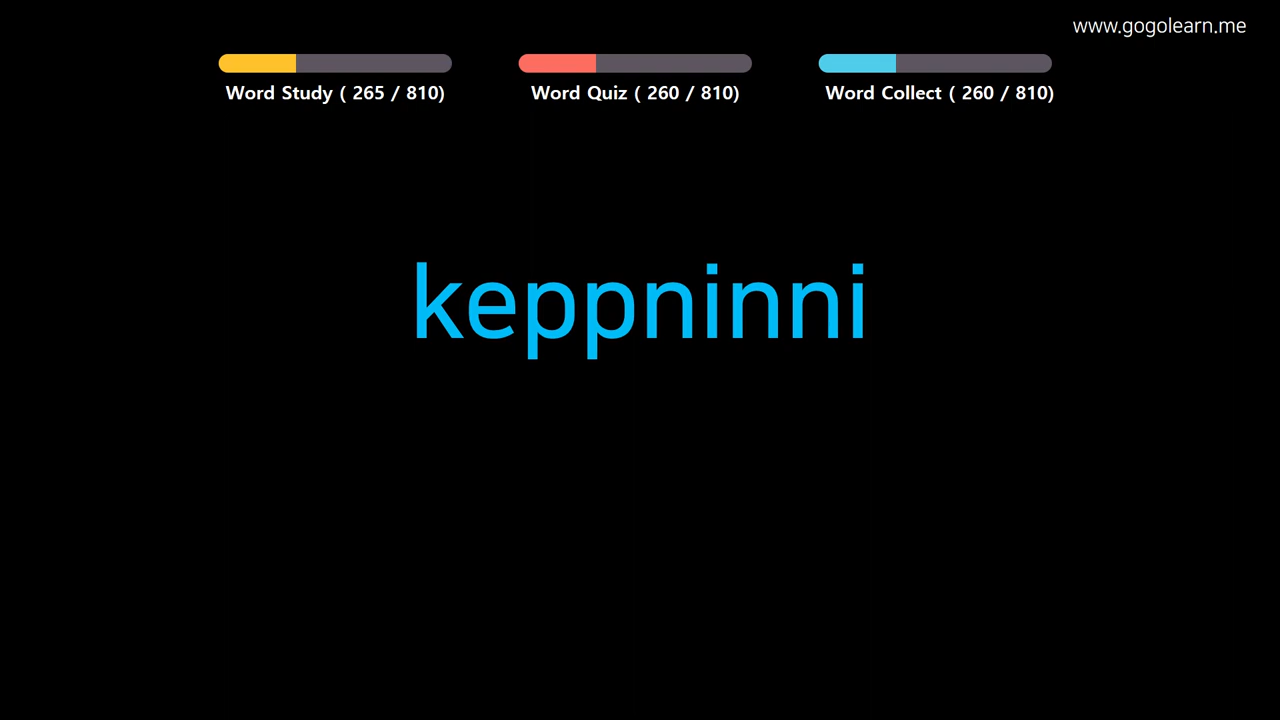 www.gogolearn.me
Word Study ( 265 / 810)
Word Quiz ( 260 / 810)
Word Collect ( 260 / 810)
keppninni